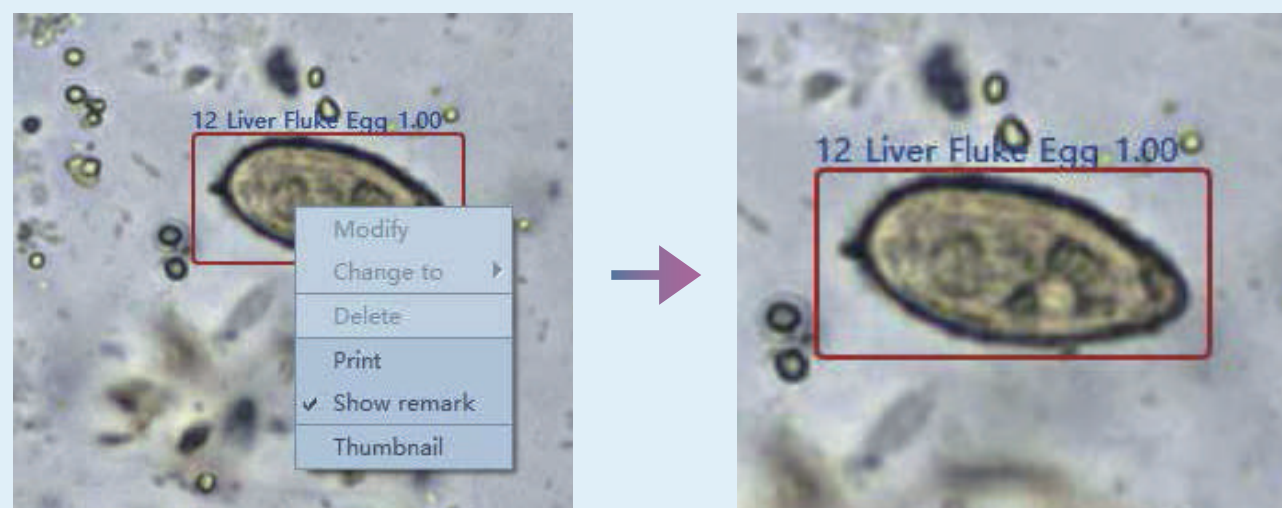 12 Liver Fluke Egg 1.00
Modify
Change to
Delete
Print
Show remark
Thumbnail
12 Liver Fluke Egg 1.00